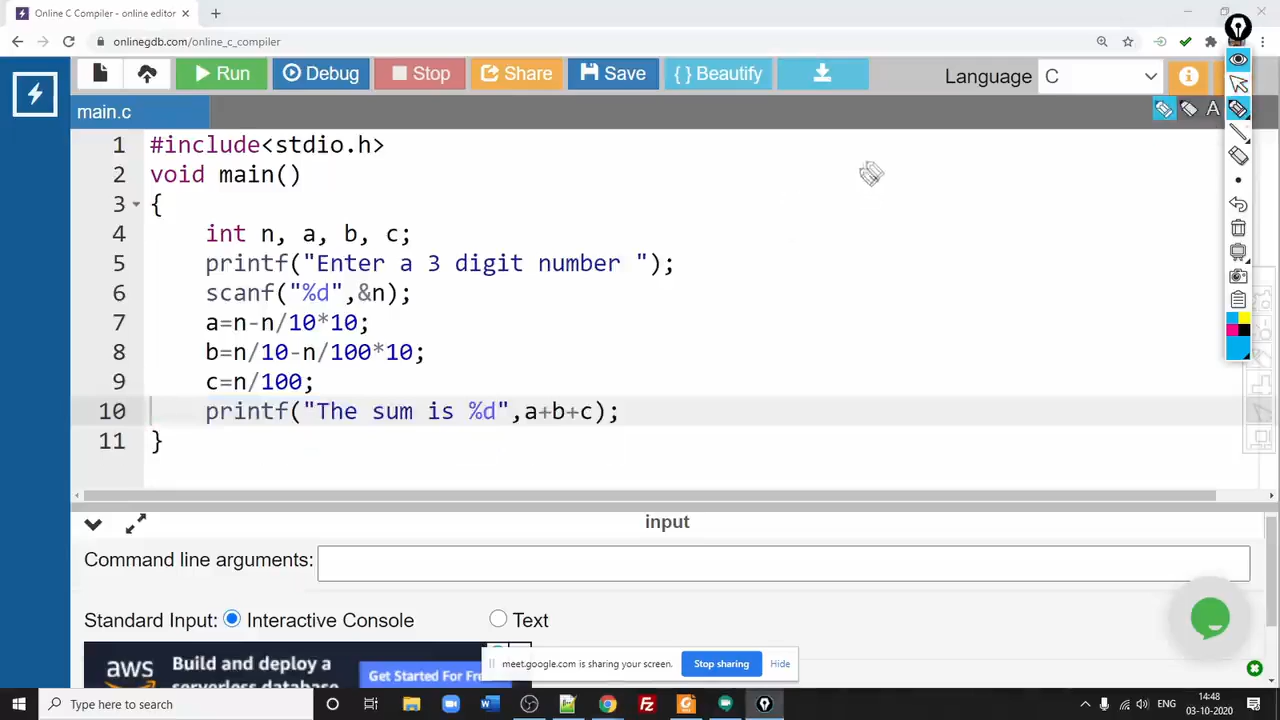 Online C Compiler - online editor
onlinegdb.com/online_c_compiler
Run Debug Stop Share Save { } Beautify Language C
main.c A
1 #include<stdio.h>
2 void main()
3 {
4 int n, a, b, c;
5 printf("Enter a 3 digit number ");
6 scanf("%d",&n);
7 a=n-n/10*10;
8 b=n/10-n/100*10;
9 c=n/100;
10 printf("The sum is %d",a+b+c);
11 }
input
Command line arguments:
Standard Input: Interactive Console Text
aws Build and deploy a
serverless database Get Started For
meet.google.com is sharing your screen. Stop sharing Hide
Type here to search
ENG
14:48
03-10-2020